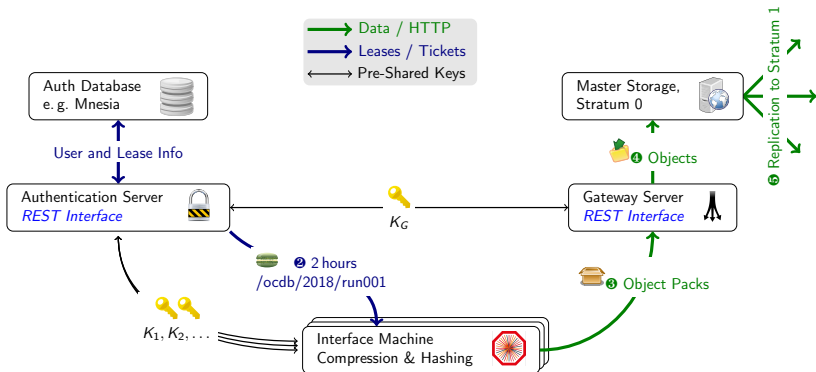 Data / HTTP
Leases / Tickets
Pre-Shared Keys
Auth Database
e. g. Mnesia
Master Storage,
Stratum 0
❺ Replication to Stratum 1
User and Lease Info
❹ Objects
Authentication Server
REST Interface
K_G
Gateway Server
REST Interface
❷ 2 hours
/ocdb/2018/run001
❸ Object Packs
K_1, K_2, . . .
Interface Machine
Compression & Hashing